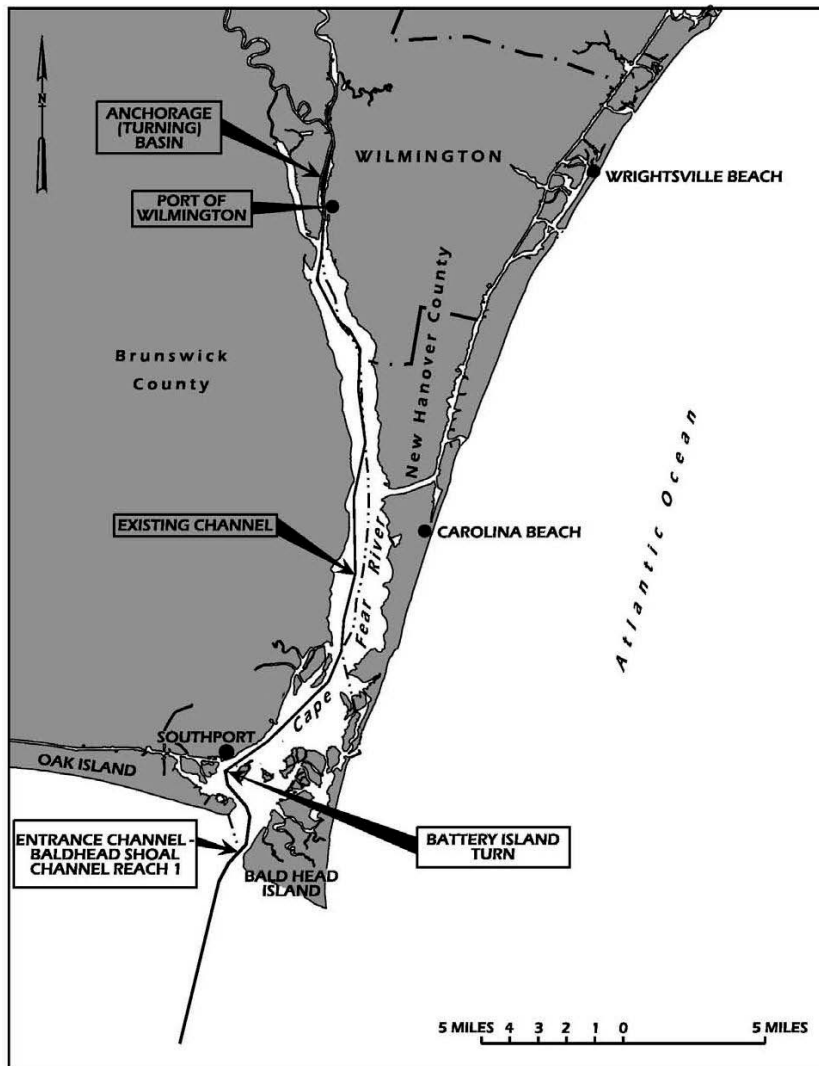 N
ANCHORAGE
(TURNING)
BASIN
WILMINGTON
WRIGHTSVILLE BEACH
PORT OF
WILMINGTON
Brunswick
County
New Hanover County
EXISTING CHANNEL
CAROLINA BEACH
Atlantic Ocean
Cape Fear River
SOUTHPORT
OAK ISLAND
ENTRANCE CHANNEL -
BALDHEAD SHOAL
CHANNEL REACH 1
BATTERY ISLAND
TURN
BALD HEAD
ISLAND
5 MILES 4 3 2 1 0 5 MILES